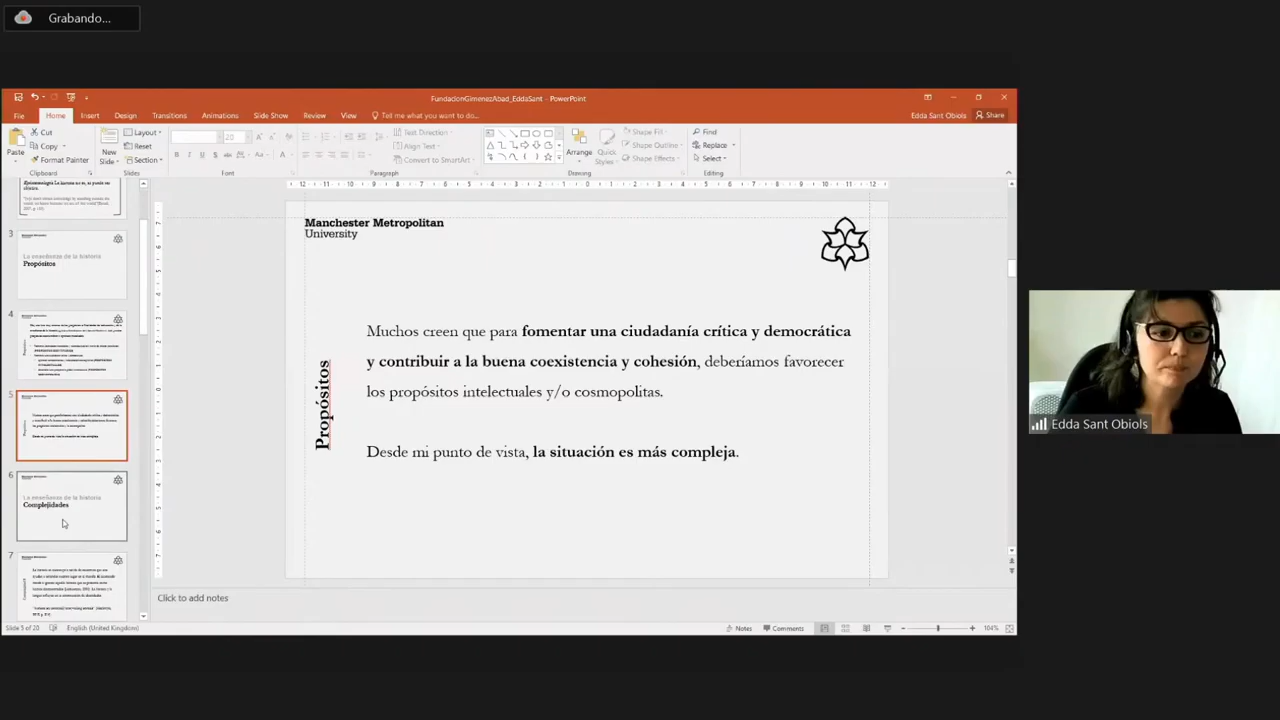 Grabando...
FundacionGimenezAbad_EddaSant - PowerPoint
File Home Insert Design Transitions Animations Slide Show Review View Tell me what you want to do... Edda Sant Obiols Share
Paste
Cut
Copy
Format Painter
Clipboard
New
Slide
Layout
Reset
Section
Slides
20
Font
Text Direction
Align Text
Convert to SmartArt
Paragraph
Arrange
Quick
Styles
Shape Fill
Shape Outline
Shape Effects
Drawing
Find
Replace
Select
Editing
3
La enseñanza de la historia
Propósitos
4
5
6
La enseñanza de la historia
Complejidades
7
Manchester Metropolitan
University
Propósitos
Muchos creen que para fomentar una ciudadanía crítica y democrática
y contribuir a la buena coexistencia y cohesión, deberíamos favorecer
los propósitos intelectuales y/o cosmopolitas.
Desde mi punto de vista, la situación es más compleja.
Click to add notes
Slide 5 of 20 English (United Kingdom) Notes Comments 104%
Edda Sant Obiols